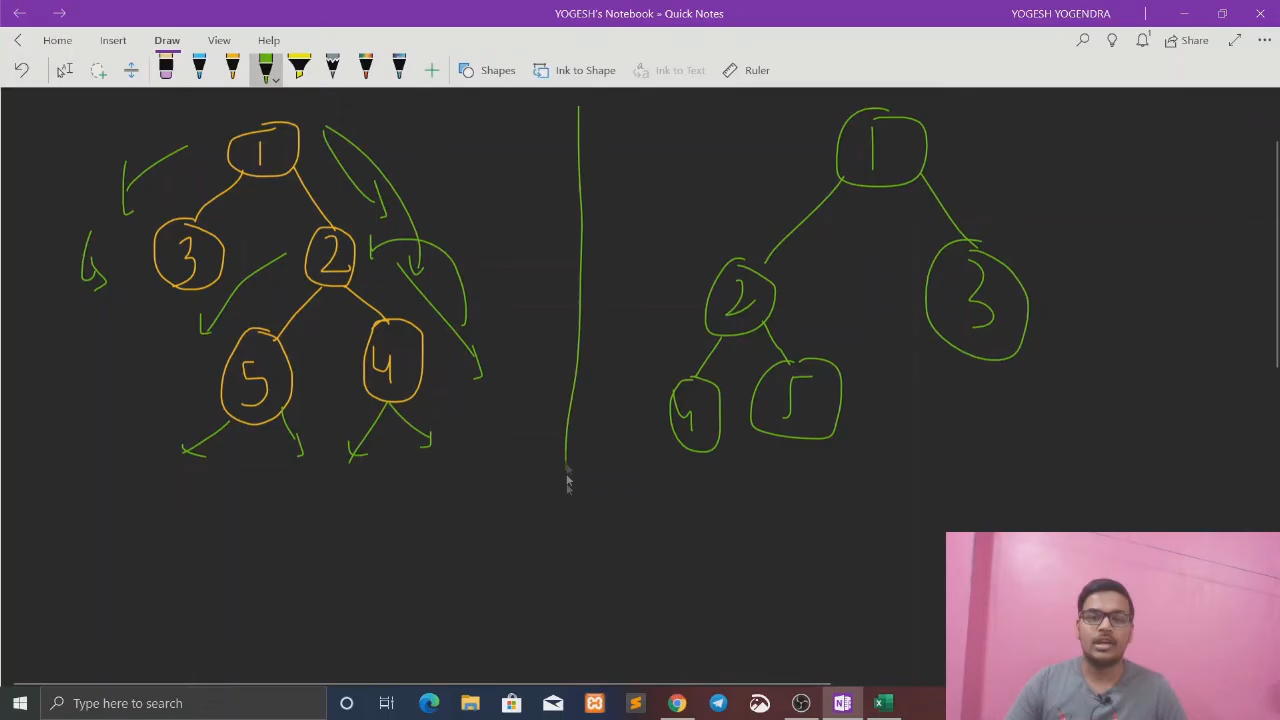 YOGESH's Notebook » Quick Notes
YOGESH YOGENDRA
Home Insert Draw View Help
Share
Shapes
Ink to Shape
Ink to Text
Ruler
1
3 2
5 4
1
2 3
4 5
Type here to search